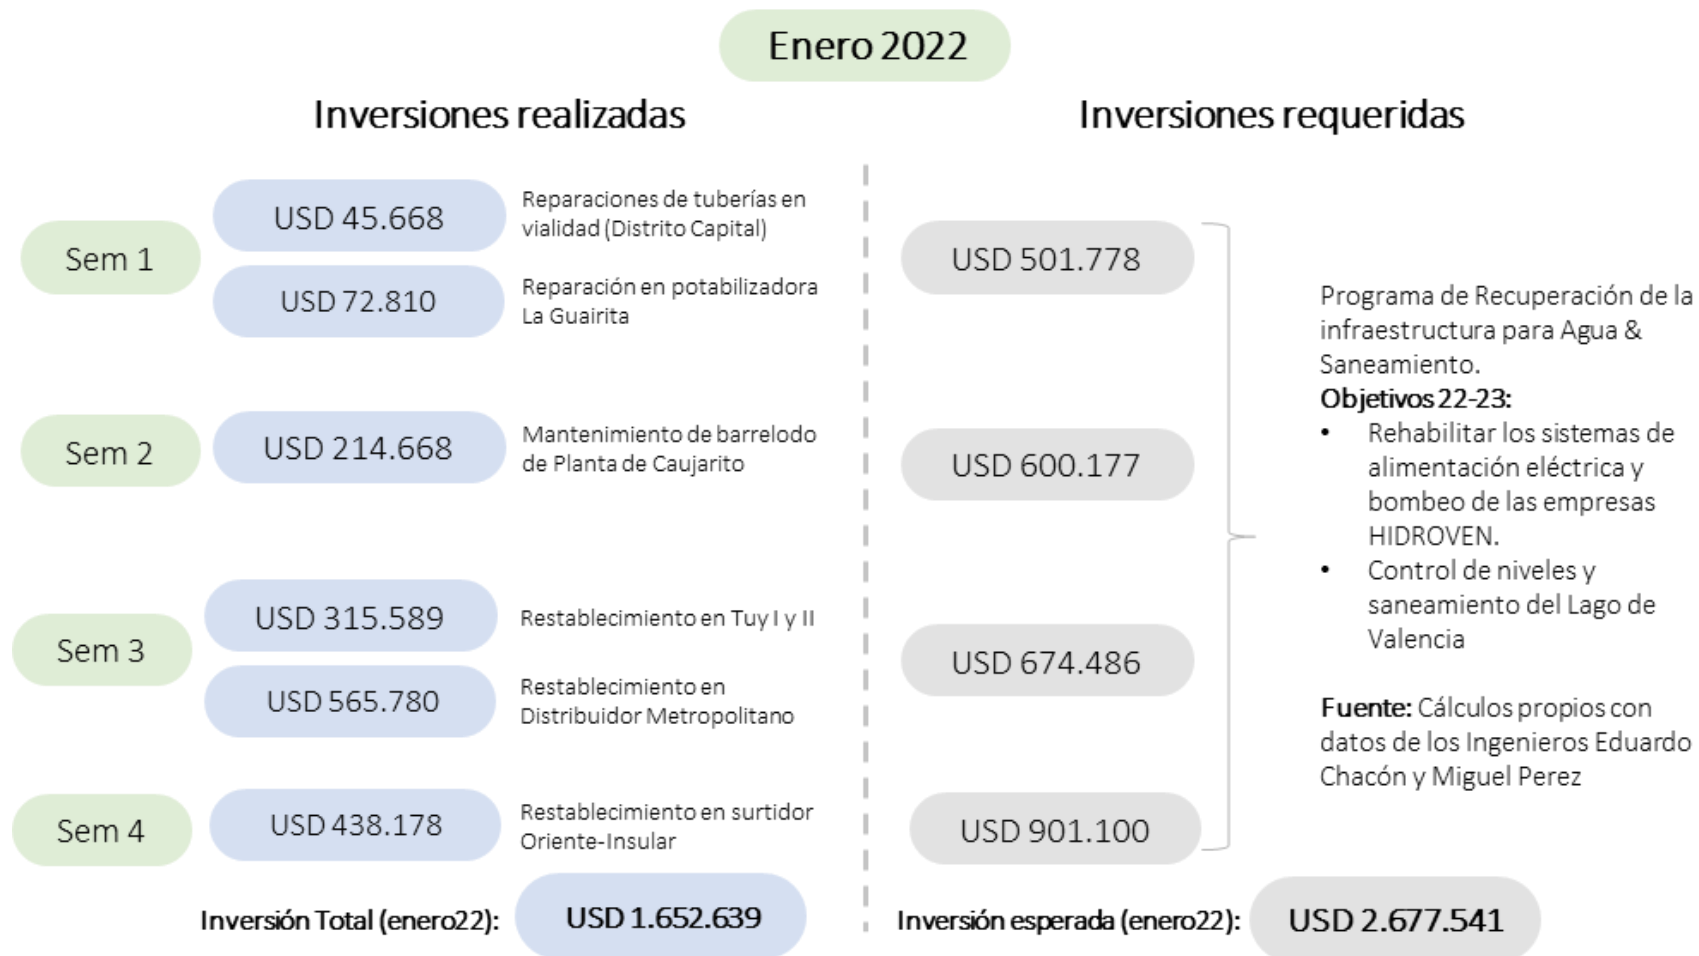 Enero 2022
Inversiones realizadas
Inversiones requeridas
Sem 1
USD 45.668
Reparaciones de tuberías en
vialidad (Distrito Capital)
USD 72.810
Reparación en potabilizadora
La Guairita
Sem 2
USD 214.668
Mantenimiento de barrelodo
de Planta de Caujarito
Sem 3
USD 315.589
Restablecimiento en Tuy I y II
USD 565.780
Restablecimiento en
Distribuidor Metropolitano
Sem 4
USD 438.178
Restablecimiento en surtidor
Oriente-Insular
Inversión Total (enero22):
USD 1.652.639
USD 501.778
USD 600.177
USD 674.486
USD 901.100
Programa de Recuperación de la
infraestructura para Agua &
Saneamiento.
Objetivos 22-23:
• Rehabilitar los sistemas de
alimentación eléctrica y
bombeo de las empresas
HIDROVEN.
• Control de niveles y
saneamiento del Lago de
Valencia
Fuente: Cálculos propios con
datos de los Ingenieros Eduardo
Chacón y Miguel Perez
Inversión esperada (enero22):
USD 2.677.541